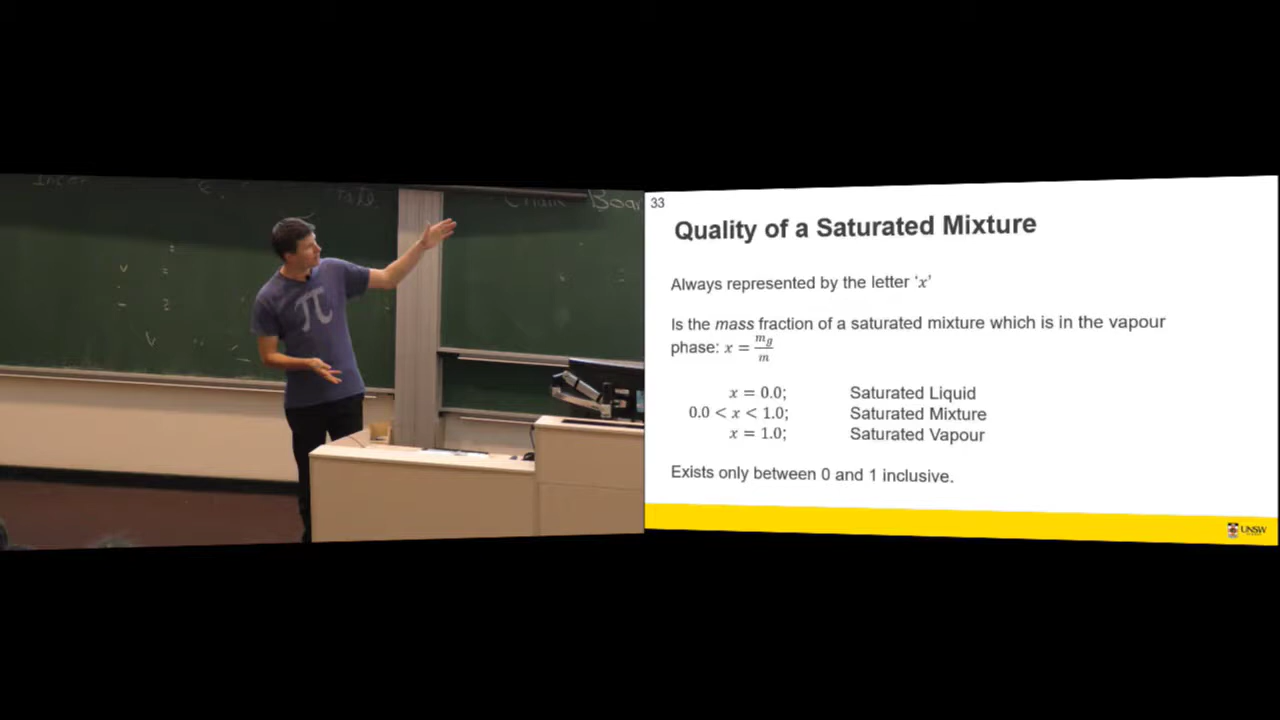 33
Quality of a Saturated Mixture
Always represented by the letter ‘x’
Is the mass fraction of a saturated mixture which is in the vapour
phase: x = m_g/m
x = 0.0; Saturated Liquid
0.0 < x < 1.0; Saturated Mixture
x = 1.0; Saturated Vapour
Exists only between 0 and 1 inclusive.
UNSW
π